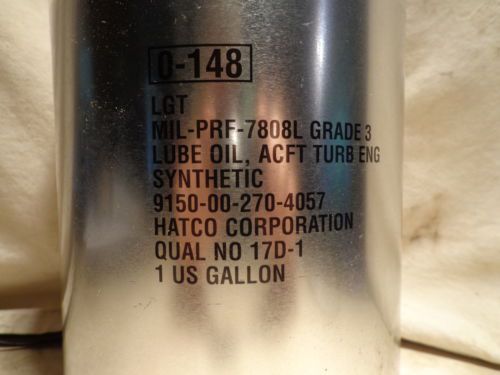 0-148
LGT
MIL-PRF-7808L GRADE 3
LUBE OIL, ACFT TURB ENG
SYNTHETIC
9150-00-270-4057
HATCO CORPORATION
QUAL NO 17D-1
1 US GALLON